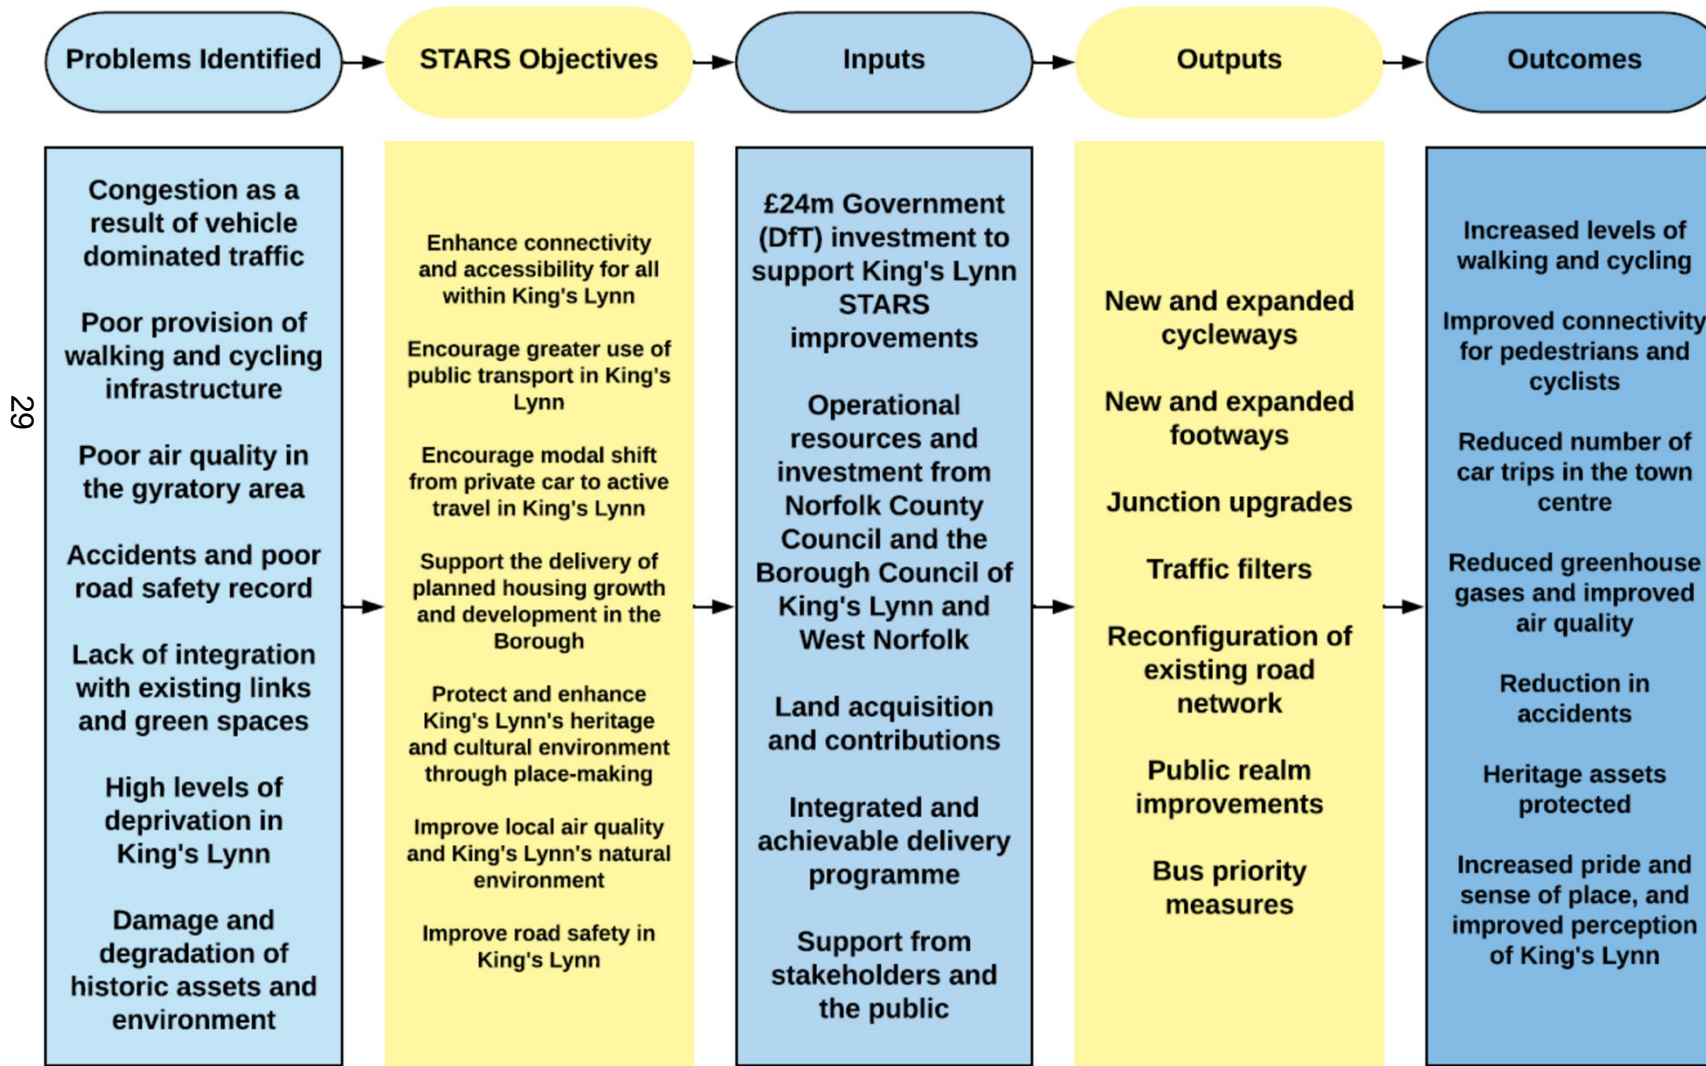 Problems Identified
STARS Objectives
Inputs
Outputs
Outcomes
Congestion as a
result of vehicle
dominated traffic
Poor provision of
walking and cycling
infrastructure
Poor air quality in
the gyratory area
Accidents and poor
road safety record
Lack of integration
with existing links
and green spaces
High levels of
deprivation in
King's Lynn
Damage and
degradation of
historic assets and
environment
Enhance connectivity
and accessibility for all
within King's Lynn
Encourage greater use of
public transport in King's
Lynn
Encourage modal shift
from private car to active
travel in King's Lynn
Support the delivery of
planned housing growth
and development in the
Borough
Protect and enhance
King's Lynn's heritage
and cultural environment
through place-making
Improve local air quality
and King's Lynn's natural
environment
Improve road safety in
King's Lynn
£24m Government
(DfT) investment to
support King's Lynn
STARS
improvements
Operational
resources and
investment from
Norfolk County
Council and the
Borough Council of
King's Lynn and
West Norfolk
Land acquisition
and contributions
Integrated and
achievable delivery
programme
Support from
stakeholders and
the public
New and expanded
cycleways
New and expanded
footways
Junction upgrades
Traffic filters
Reconfiguration of
existing road
network
Public realm
improvements
Bus priority
measures
Increased levels of
walking and cycling
Improved connectivity
for pedestrians and
cyclists
Reduced number of
car trips in the town
centre
Reduced greenhouse
gases and improved
air quality
Reduction in
accidents
Heritage assets
protected
Increased pride and
sense of place, and
improved perception
of King's Lynn
29